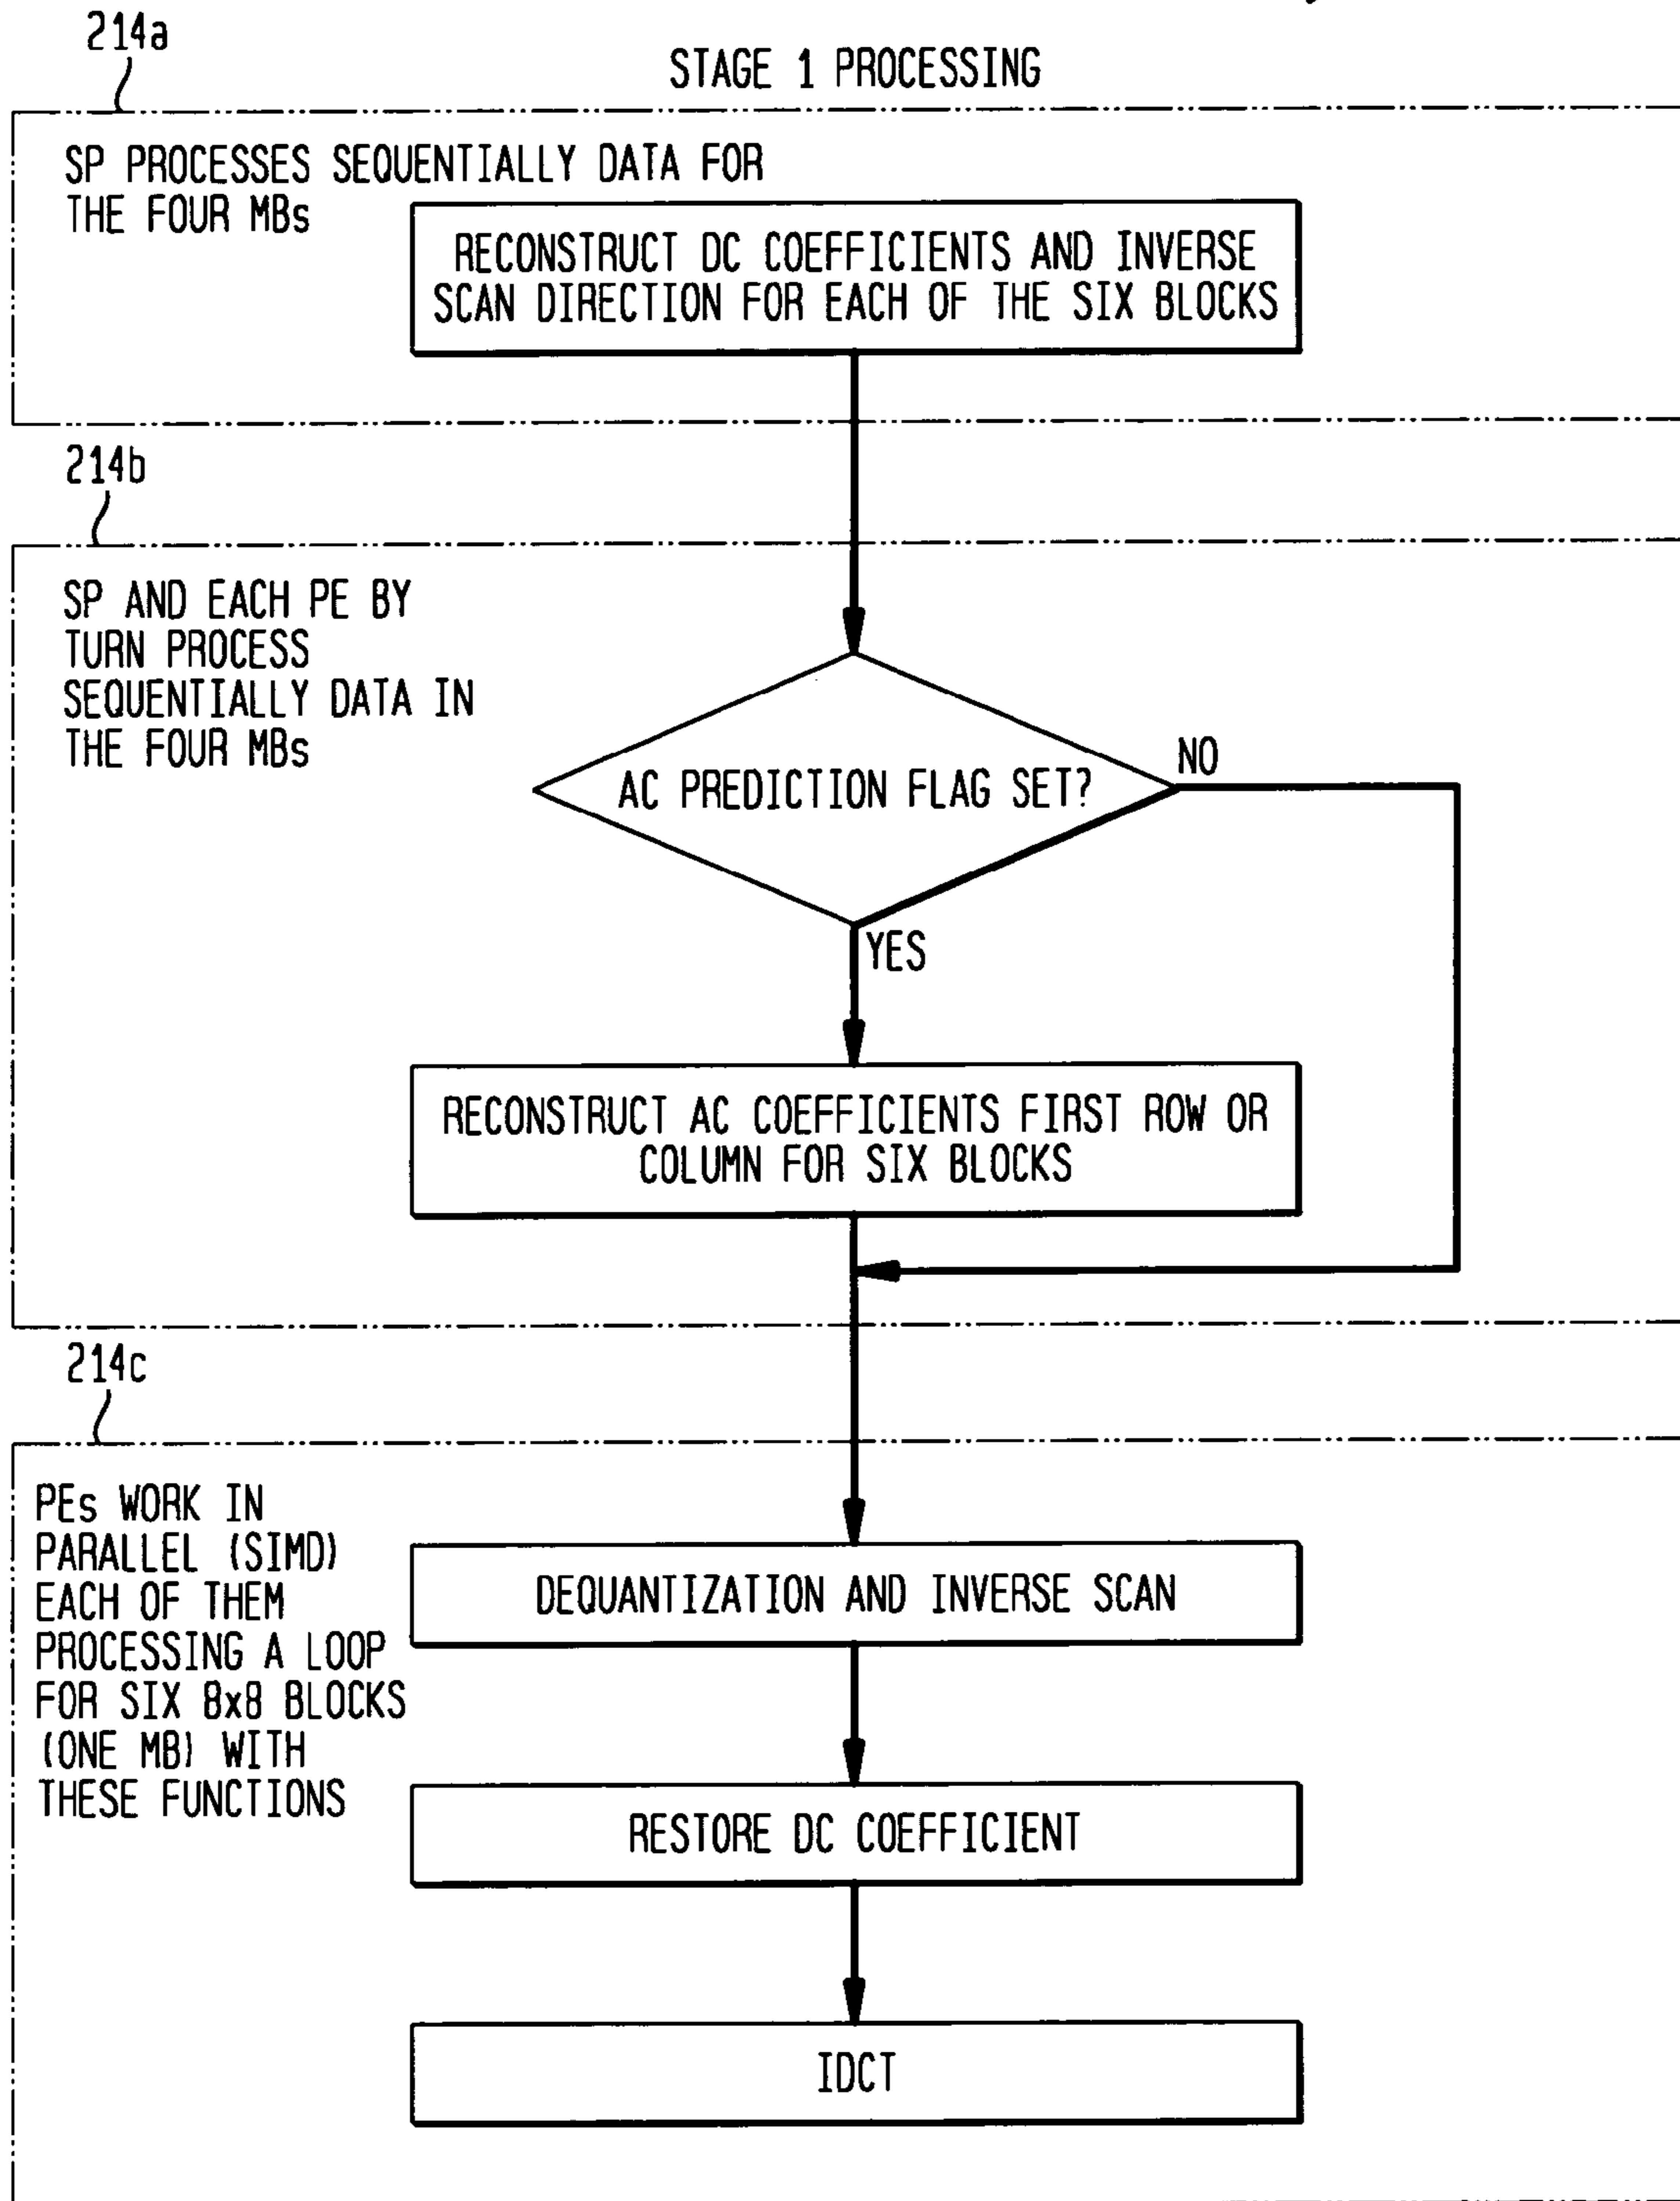 214a
STAGE 1 PROCESSING
SP PROCESSES SEQUENTIALLY DATA FOR
THE FOUR MBs
RECONSTRUCT DC COEFFICIENTS AND INVERSE
SCAN DIRECTION FOR EACH OF THE SIX BLOCKS
214b
SP AND EACH PE BY
TURN PROCESS
SEQUENTIALLY DATA IN
THE FOUR MBs
AC PREDICTION FLAG SET?
NO
YES
RECONSTRUCT AC COEFFICIENTS FIRST ROW OR
COLUMN FOR SIX BLOCKS
214c
PEs WORK IN
PARALLEL (SIMD)
EACH OF THEM
PROCESSING A LOOP
FOR SIX 8x8 BLOCKS
(ONE MB) WITH
THESE FUNCTIONS
DEQUANTIZATION AND INVERSE SCAN
RESTORE DC COEFFICIENT
IDCT